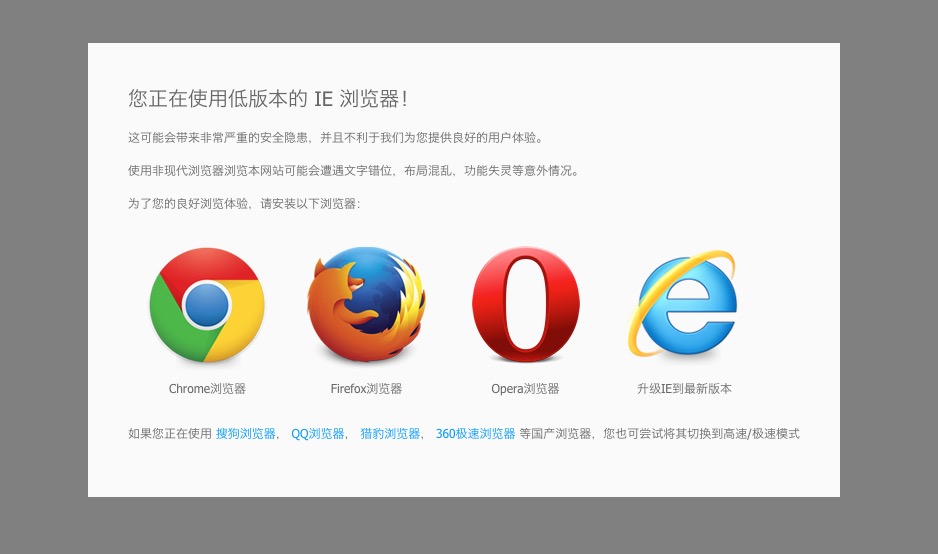 您正在使用低版本的 IE 浏览器！
这可能会带来非常严重的安全隐患，并且不利于我们为您提供良好的用户体验。
使用非现代浏览器浏览本网站可能会遭遇文字错位，布局混乱、功能失灵等意外情况。
为了您的良好浏览体验，请安装以下浏览器：
Chrome浏览器
Firefox浏览器
Opera浏览器
升级IE到最新版本
如果您正在使用 搜狗浏览器， QQ浏览器， 猎豹浏览器， 360极速浏览器 等国产浏览器，您也可尝试将其切换到高速/极速模式